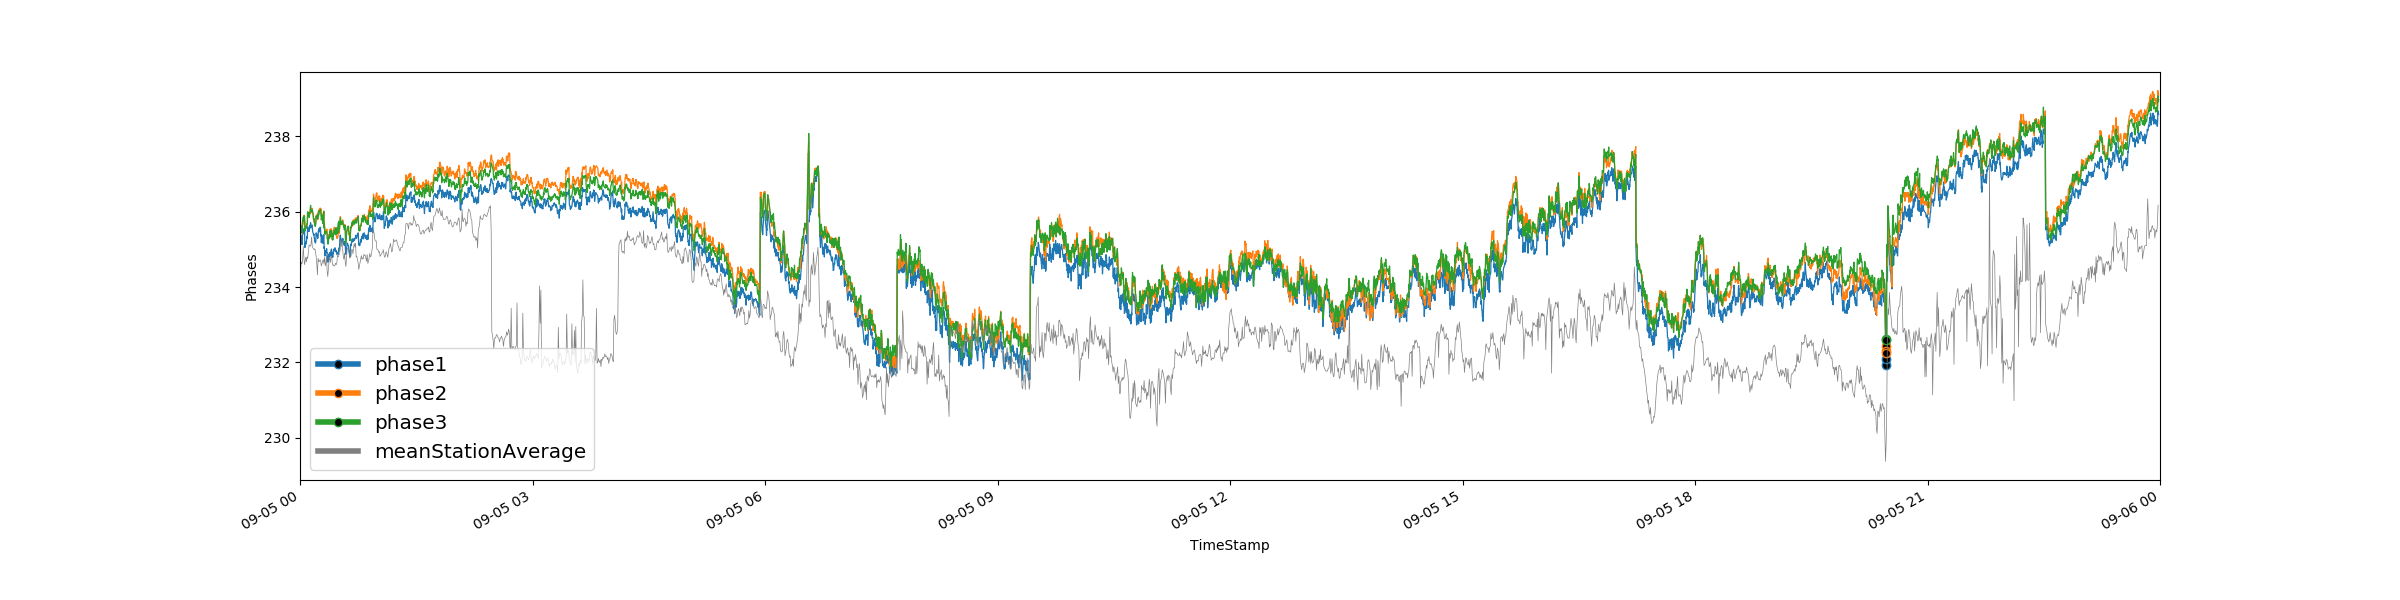 238
236
234
232
230
Phases
phase1
phase2
phase3
meanStationAverage
09-05 00
09-05 03
09-05 06
09-05 09
09-05 12
09-05 15
09-05 18
09-05 21
09-06 00
TimeStamp